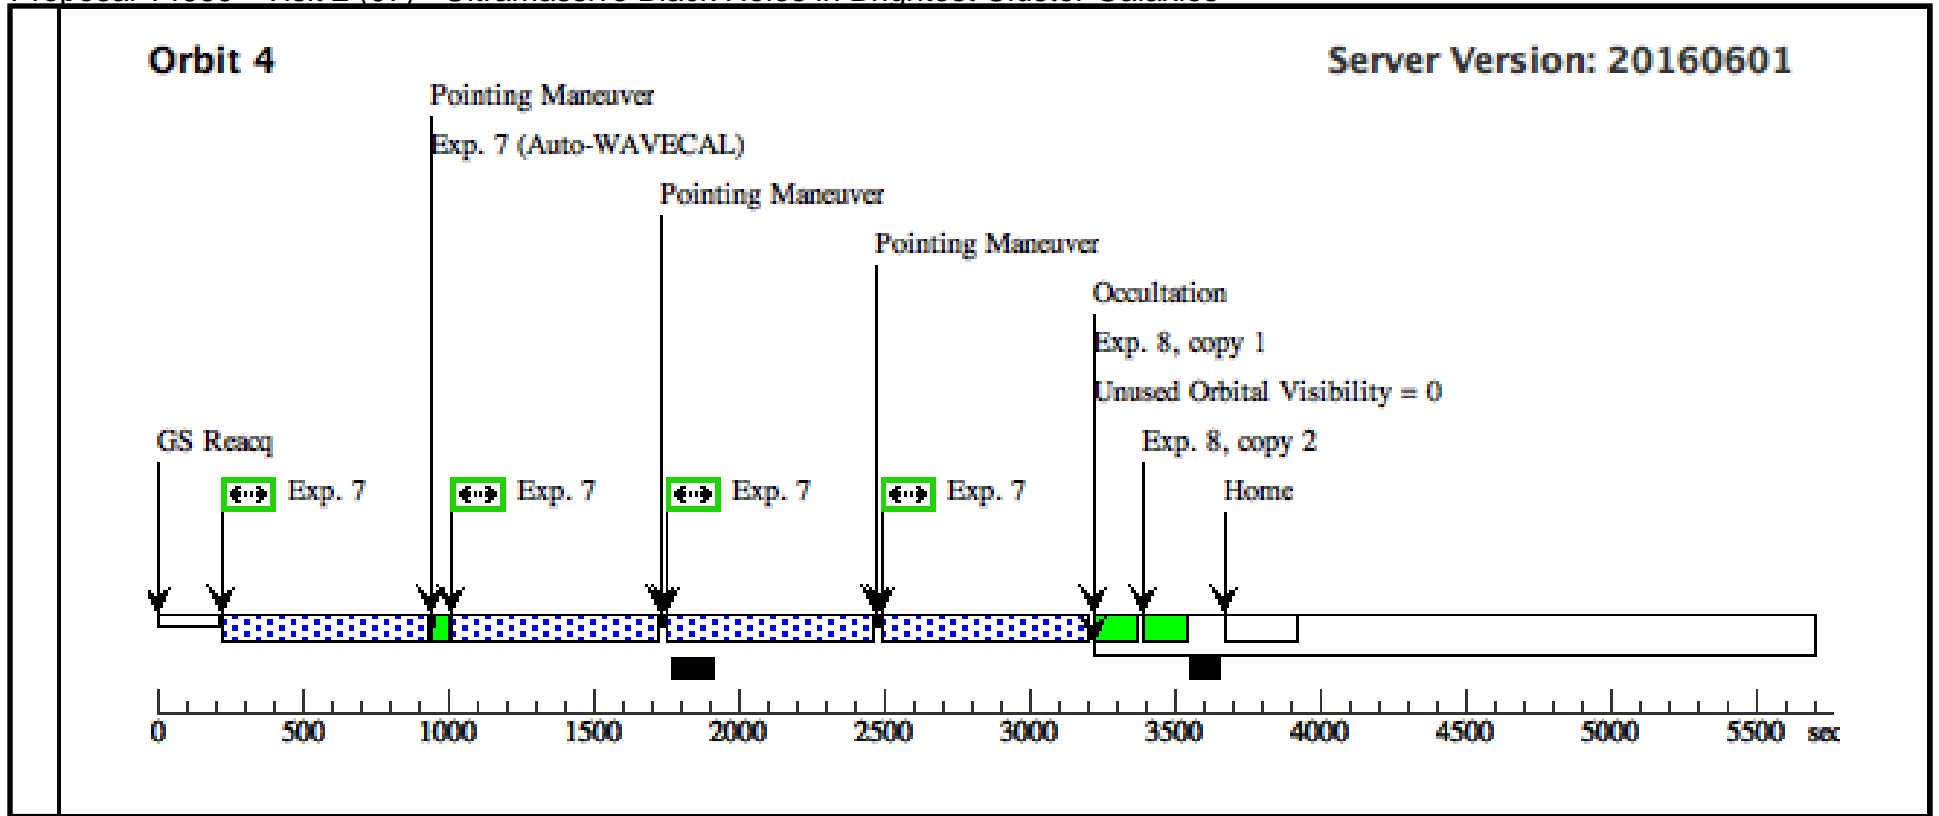 Orbit 4
Server Version: 20160601
Pointing Maneuver
Exp. 7 (Auto-WAVECAL)
Pointing Maneuver
Pointing Maneuver
Occultation
Exp. 8, copy 1
Unused Orbital Visibility = 0
GS Reacq
Exp. 8, copy 2
Exp. 7
Exp. 7
Exp. 7
Exp. 7
Home
0 500 1000 1500 2000 2500 3000 3500 4000 4500 5000 5500 sec